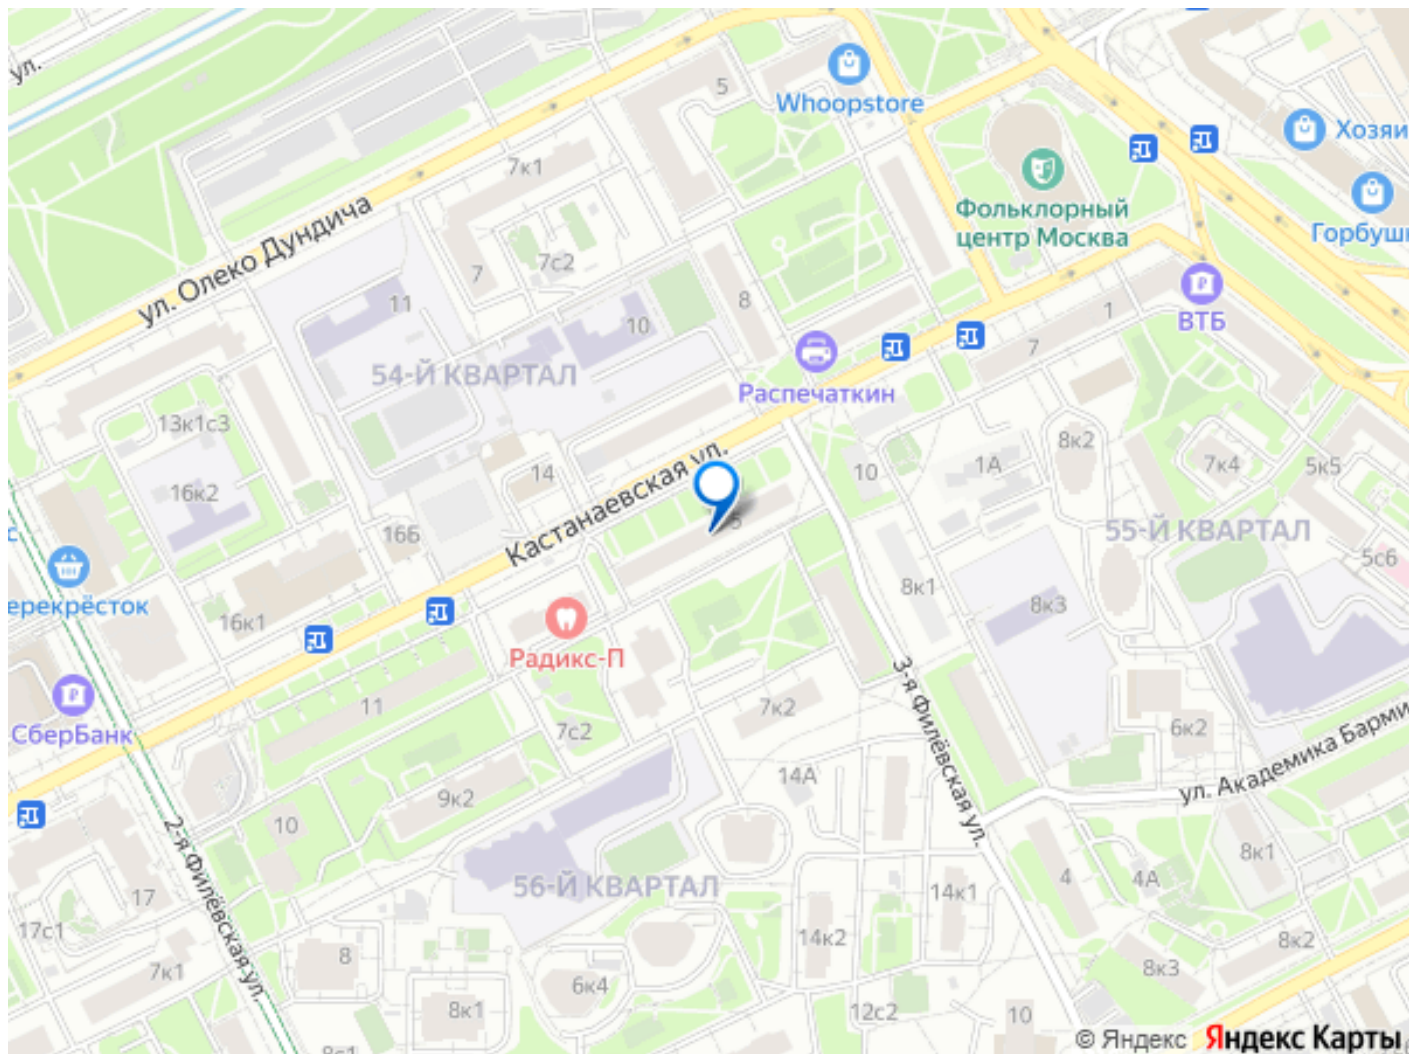 ул.
5
Whoopstore
Хозяи
7к1
Фольклорный
центр Москва
Горбушк
ул. Олеко Дундича
7
7с2
11
8
10
1
ВТБ
7
54-Й КВАРТАЛ
Распечаткин
13к1с3
8к2
14
10
1А
7к4
5к5
16к2
Кастанаевская ул.
5
16Б
55-Й КВАРТАЛ
с
5с6
ерекрёсток
8к1
8к3
16к1
Радикс-П
3-я Филёвская ул.
11
7к2
СберБанк
7с2
6к2
14А
ул. Академика Барми
9к2
10
2-я Филёвская ул.
8к1
56-Й КВАРТАЛ
4
4А
14к1
17
17с1
14к2
8к2
8
7к1
8к3
6к4
8к1
12с2
10
8с1
© Яндекс Яндекс Карты